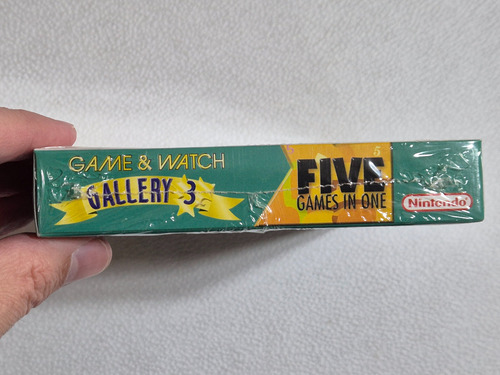 GAME & WATCH
GALLERY 3
FIVE
GAMES IN ONE
Nintendo